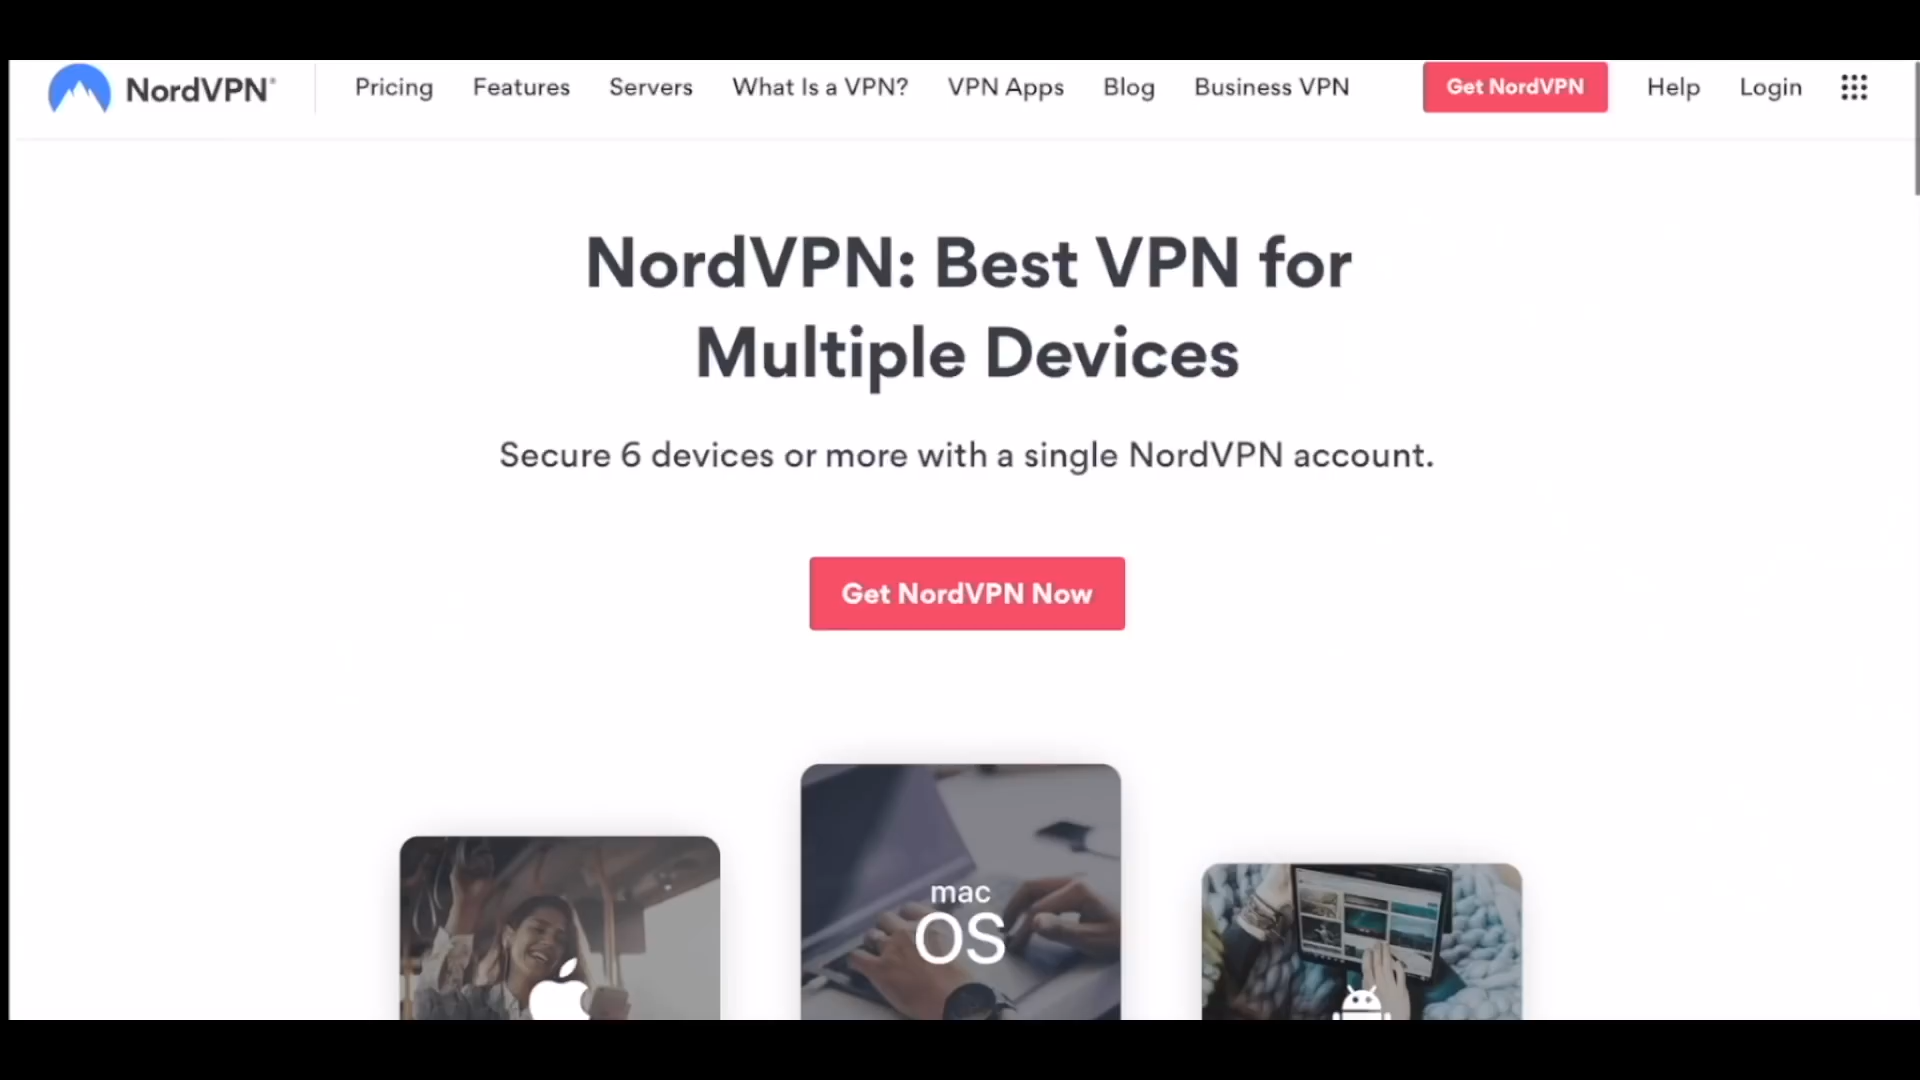 NordVPN®
Pricing
Features
Servers
What Is a VPN?
VPN Apps
Blog
Business VPN
Get NordVPN
Help
Login
NordVPN: Best VPN for
Multiple Devices
Secure 6 devices or more with a single NordVPN account.
Get NordVPN Now
mac
OS